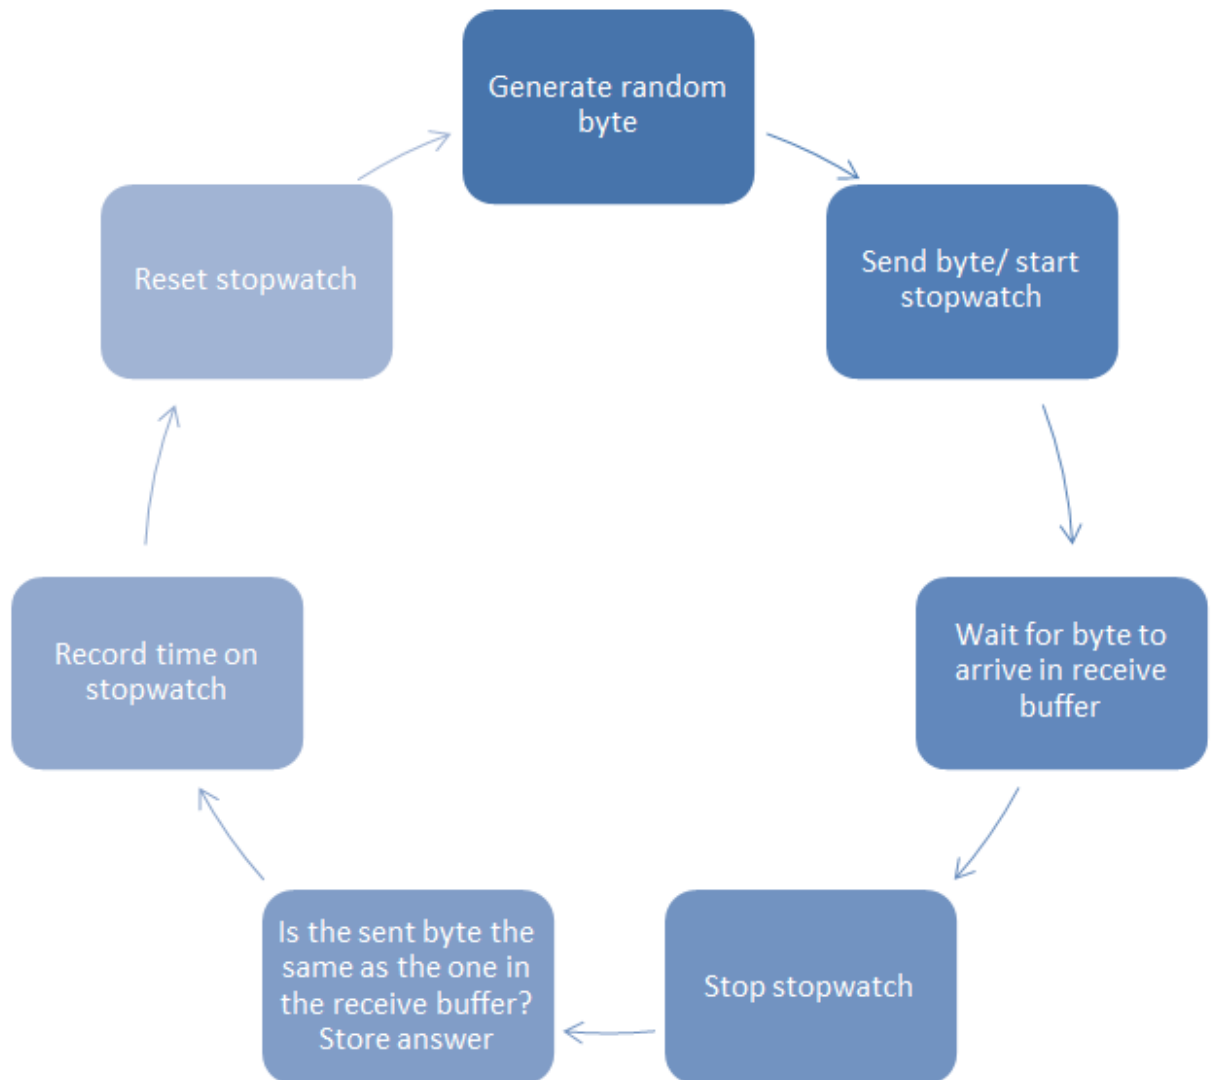 Generate random
byte
Send byte/ start
stopwatch
Wait for byte to
arrive in receive
buffer
Stop stopwatch
Is the sent byte the
same as the one in
the receive buffer?
Store answer
Record time on
stopwatch
Reset stopwatch